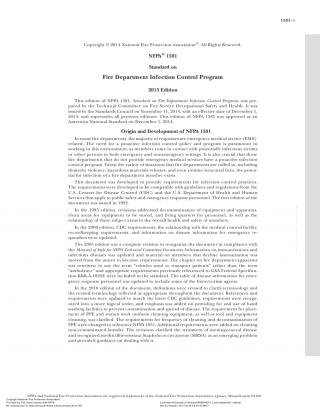 1581–1
Copyright © 2014 National Fire Protection Association®. All Rights Reserved.
NFPA® 1581
Standard on
Fire Department Infection Control Program
2015 Edition
This edition of NFPA 1581, Standard on Fire Department Infection Control Program, was pre-
pared by the Technical Committee on Fire Service Occupational Safety and Health. It was
issued by the Standards Council on November 11, 2014, with an effective date of December 1,
2014, and supersedes all previous editions. This edition of NFPA 1581 was approved as an
American National Standard on December 1, 2014.
Origin and Development of NFPA 1581
In many fire departments, the majority of responses are emergency medical service (EMS)-
related. The need for a proactive infection control policy and program is paramount to
working in this environment, as members come in contact with potentially infectious victims
or other persons in both emergency and nonemergency settings. It is also crucial that those
fire departments that do not provide emergency medical services have a proactive infection
control program. Given the variety of situations that fire departments are called to, including
domestic violence, hazardous materials releases, and even routine structural fires, the poten-
tial for infection of a department member exists.
This document was developed to provide requirements for infection control practices.
The requirements were developed to be compatible with guidelines and regulations from the
U.S. Centers for Disease Control (CDC) and the U.S. Department of Health and Human
Services that apply to public safety and emergency response personnel. The first edition of the
document was issued in 1991.
In the 1995 edition, revisions addressed decontamination of equipment and apparatus,
clean areas for equipment to be stored, and living quarters for personnel, as well as the
relationship of these subject areas to the overall health and safety of members.
In the 2000 edition, CDC requirements, the relationship with the medical control facility,
recordkeeping requirements, and information on disease information for emergency re-
sponders were updated.
The 2005 edition was a complete revision to reorganize the document in compliance with
the Manual of Style for NFPA Technical Committee Documents. Information on immunizations and
infectious diseases was updated and material on members that decline immunization was
moved from the annex to become requirements. The chapter on fire department apparatus
was rewritten to use the term "vehicles used to transport patients" rather than the term
"ambulance" and appropriate requirements previously referenced to GSA Federal Specifica-
tion KKK-A-1822E were included in the standard. The table of disease information for emer-
gency response personnel was updated to include some of the bioterrorism agents.
In the 2010 edition of the document, definitions were revised to clarify terminology and
the revised terminology reflected as appropriate throughout the document. References and
requirements were updated to match the latest CDC guidelines, requirements were reorga-
nized into a more logical order, and emphasis was added on providing for and use of hand
washing facilities to prevent contamination and spread of disease. The requirements for place-
ment of PPE and station work uniform cleaning equipment, as well as tool and equipment
cleaning, was clarified. The requirements for frequency of cleaning and decontamination of
PPE were changed to reference NFPA 1851. Additional requirements were added on cleaning
noncontaminated laundry. The revisions clarified the treatment of meningococcal disease
and recognized methicillin-resistant Staphylococcus aureus (MRSA) as an emerging problem
and provided guidance on dealing with it.
NFPA and National Fire Protection Association are registered trademarks of the National Fire Protection Association, Quincy, Massachusetts 02169